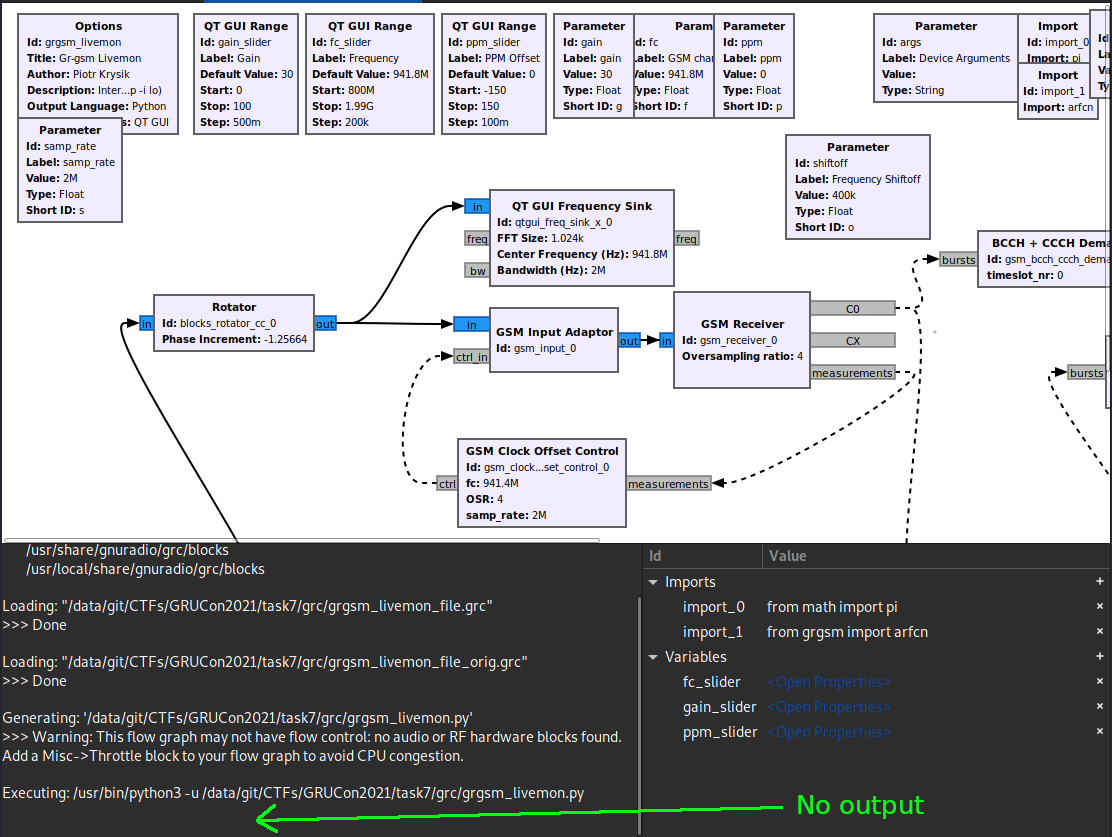 Options
Id: grgsm_livemon
Title: Gr-gsm Livemon
Author: Piotr Krysik
Description: Inter...p -i lo)
Output Language: Python
s: QT GUI
Parameter
Id: samp_rate
Label: samp_rate
Value: 2M
Type: Float
Short ID: s
QT GUI Range
Id: gain_slider
Label: Gain
Default Value: 30
Start: 0
Stop: 100
Step: 500m
QT GUI Range
Id: fc_slider
Label: Frequency
Default Value: 941.8M
Start: 800M
Stop: 1.99G
Step: 200k
QT GUI Range
Id: ppm_slider
Label: PPM Offset
Default Value: 0
Start: -150
Stop: 150
Step: 100m
Parameter
Id: gain
Label: gain
Value: 30
Type: Float
Short ID: g
Param
d: fc
Label: GSM chan
Value: 941.8M
Type: Float
Short ID: f
Parameter
Id: ppm
Label: ppm
Value: 0
Type: Float
Short ID: p
Parameter
Id: args
Label: Device Arguments
Value:
Type: String
Import
Id: import_0
Import: pi
Import
Id: import_1
Import: arfcn
Id
La
Va
Ty
Parameter
Id: shiftoff
Label: Frequency Shiftoff
Value: 400k
Type: Float
Short ID: o
in
freq
bw
QT GUI Frequency Sink
Id: qtgui_freq_sink_x_0
FFT Size: 1.024k
Center Frequency (Hz): 941.8M
Bandwidth (Hz): 2M
freq
bursts
BCCH + CCCH Dema
Id: gsm_bcch_ccch_dema
timeslot_nr: 0
in
Rotator
Id: blocks_rotator_cc_0
Phase Increment: -1.25664
out
in
ctrl_in
GSM Input Adaptor
Id: gsm_input_0
out
in
GSM Receiver
Id: gsm_receiver_0
Oversampling ratio: 4
C0
CX
measurements
bursts
ctrl
GSM Clock Offset Control
Id: gsm_clock...set_control_0
fc: 941.4M
OSR: 4
samp_rate: 2M
measurements
/usr/share/gnuradio/grc/blocks
/usr/local/share/gnuradio/grc/blocks
Loading: "/data/git/CTFs/GRUCon2021/task7/grc/grgsm_livemon_file.grc"
>>> Done
Loading: "/data/git/CTFs/GRUCon2021/task7/grc/grgsm_livemon_file_orig.grc"
>>> Done
Generating: '/data/git/CTFs/GRUCon2021/task7/grc/grgsm_livemon.py'
>>> Warning: This flow graph may not have flow control: no audio or RF hardware blocks found.
Add a Misc->Throttle block to your flow graph to avoid CPU congestion.
Executing: /usr/bin/python3 -u /data/git/CTFs/GRUCon2021/task7/grc/grgsm_livemon.py
No output
Id Value
Imports +
import_0 from math import pi ×
import_1 from grgsm import arfcn ×
Variables +
fc_slider <Open Properties> ×
gain_slider <Open Properties> ×
ppm_slider <Open Properties> ×